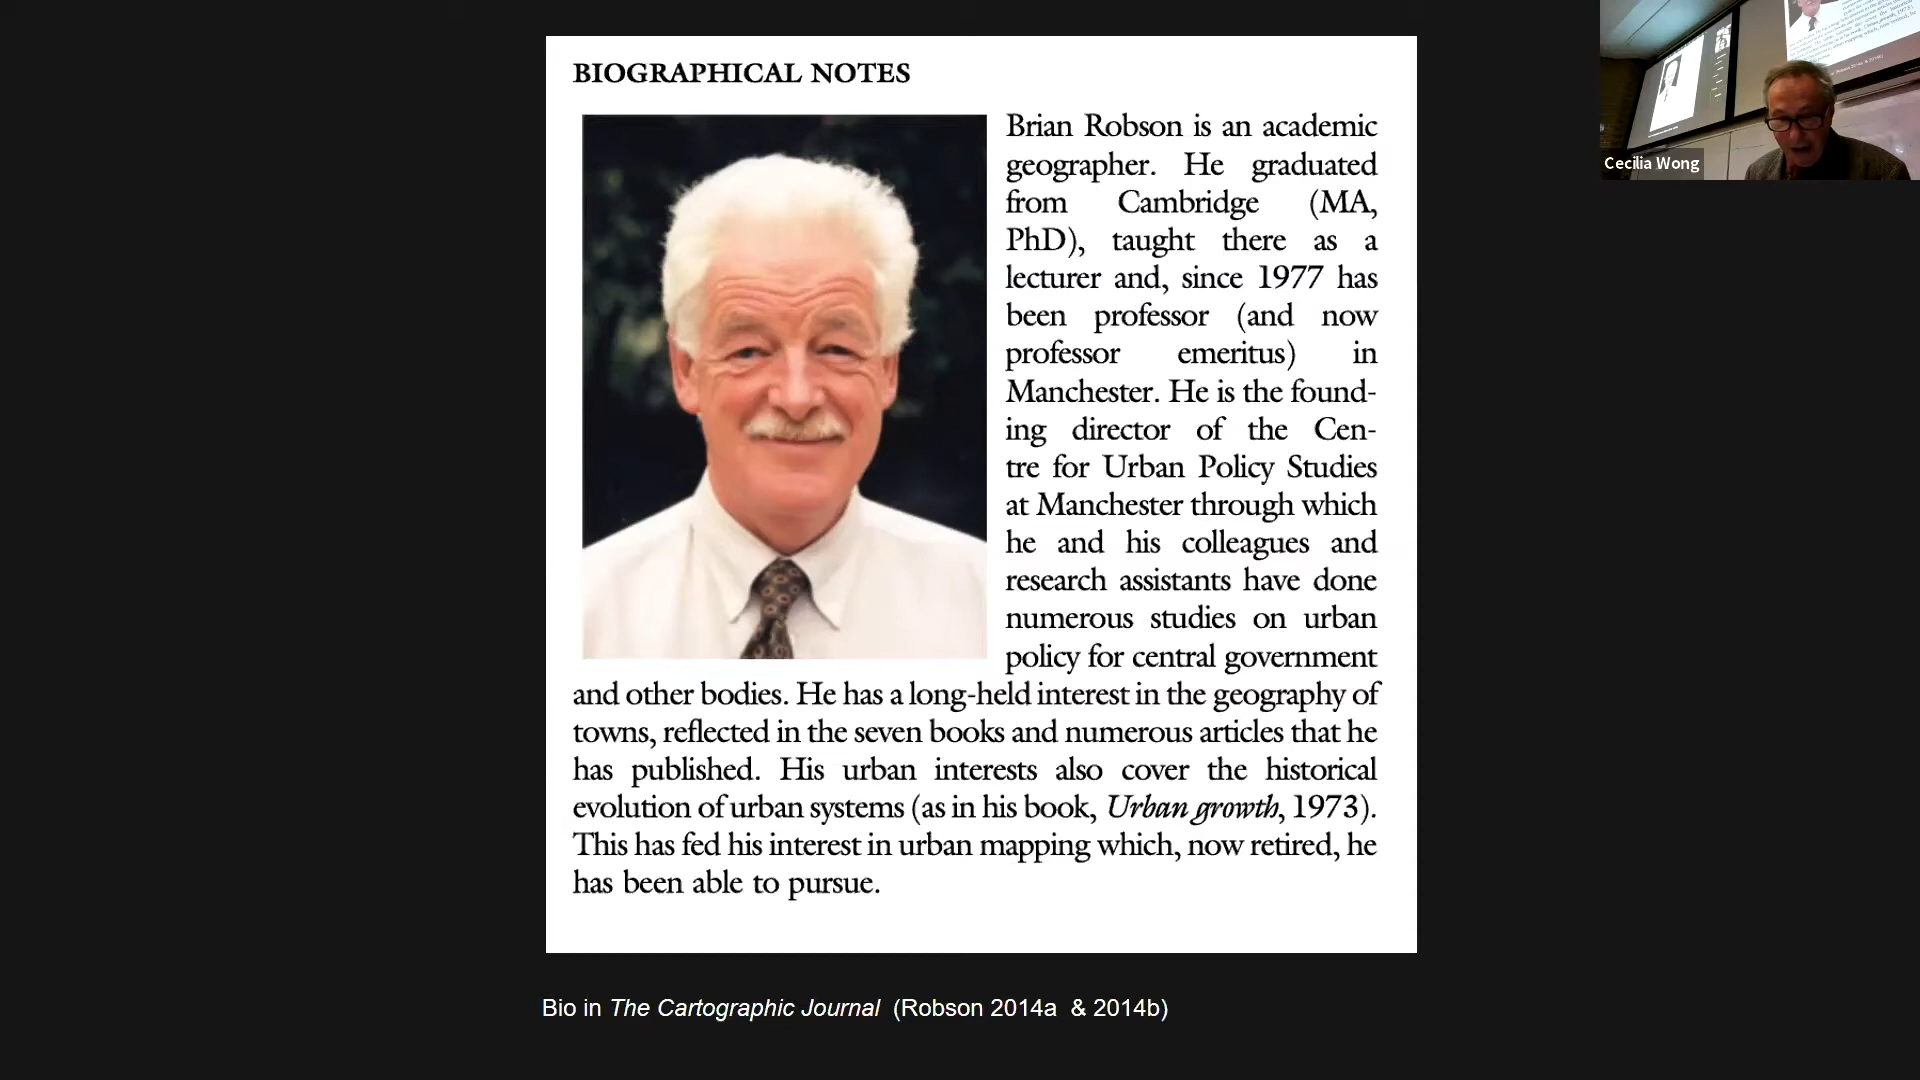 BIOGRAPHICAL NOTES
Brian Robson is an academic
geographer. He graduated
from Cambridge (MA,
PhD), taught there as a
lecturer and, since 1977 has
been professor (and now
professor emeritus) in
Manchester. He is the found-
ing director of the Cen-
tre for Urban Policy Studies
at Manchester through which
he and his colleagues and
research assistants have done
numerous studies on urban
policy for central government
and other bodies. He has a long-held interest in the geography of
towns, reflected in the seven books and numerous articles that he
has published. His urban interests also cover the historical
evolution of urban systems (as in his book, Urban growth, 1973).
This has fed his interest in urban mapping which, now retired, he
has been able to pursue.
Bio in The Cartographic Journal (Robson 2014a & 2014b)
Cecilia Wong